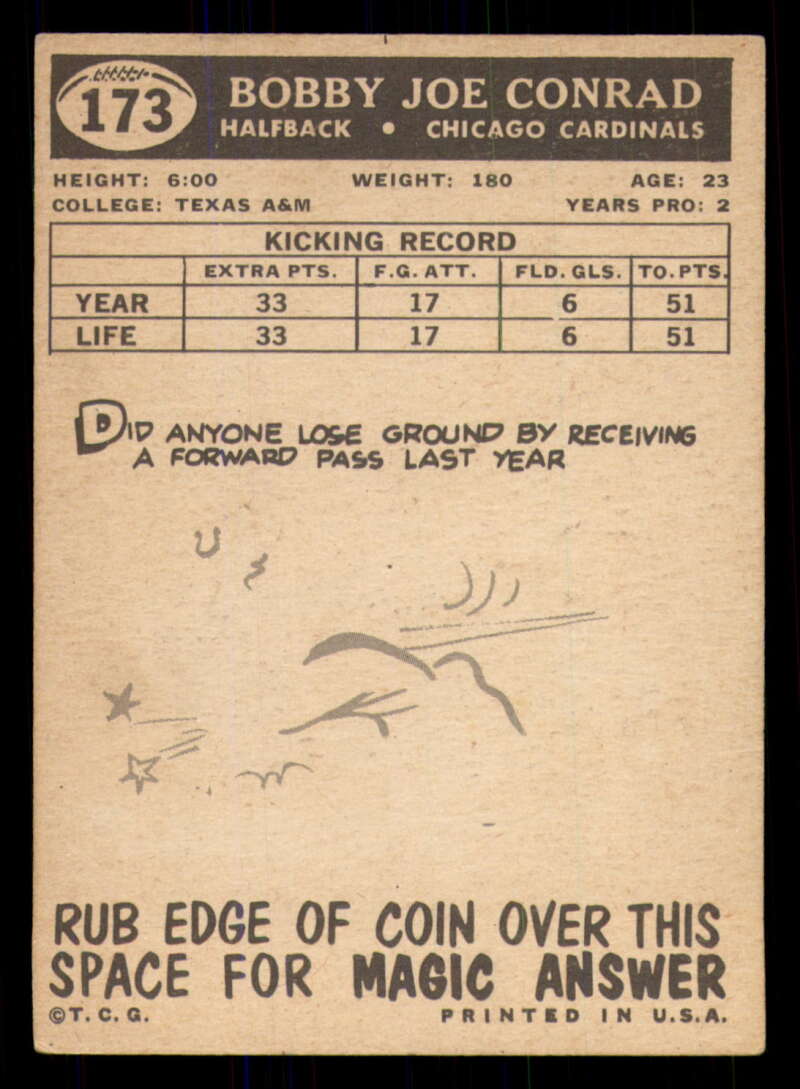 173
BOBBY JOE CONRAD
HALFBACK • CHICAGO CARDINALS
HEIGHT: 6:00 WEIGHT: 180 AGE: 23
COLLEGE: TEXAS A&M YEARS PRO: 2
KICKING RECORD
EXTRA PTS. F.G. ATT. FLD. GLS. TO. PTS.
YEAR 33 17 6 51
LIFE 33 17 6 51
DID ANYONE LOSE GROUND BY RECEIVING
A FORWARD PASS LAST YEAR
RUB EDGE OF COIN OVER THIS
SPACE FOR MAGIC ANSWER
©T. C. G. PRINTED IN U.S.A.